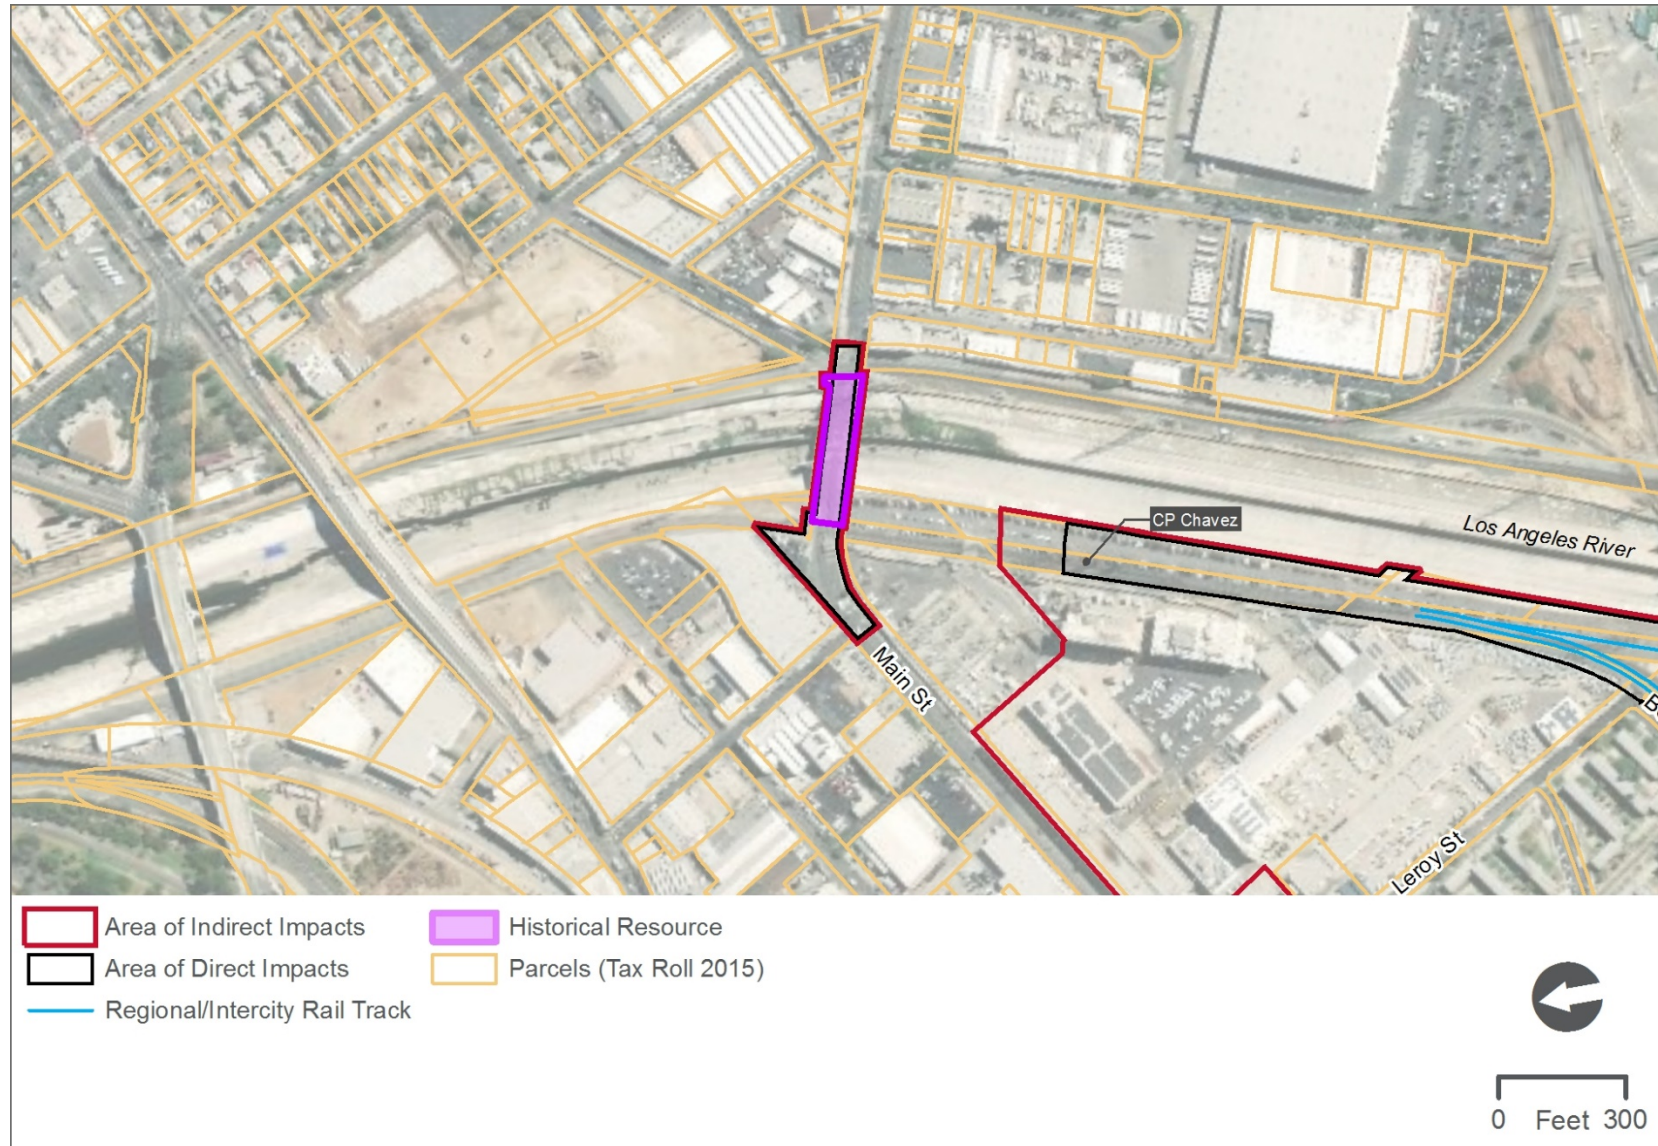 CP Chavez
Los Angeles River
Main St
Leroy St
Area of Indirect Impacts
Historical Resource
Area of Direct Impacts
Parcels (Tax Roll 2015)
Regional/Intercity Rail Track
0 Feet 300